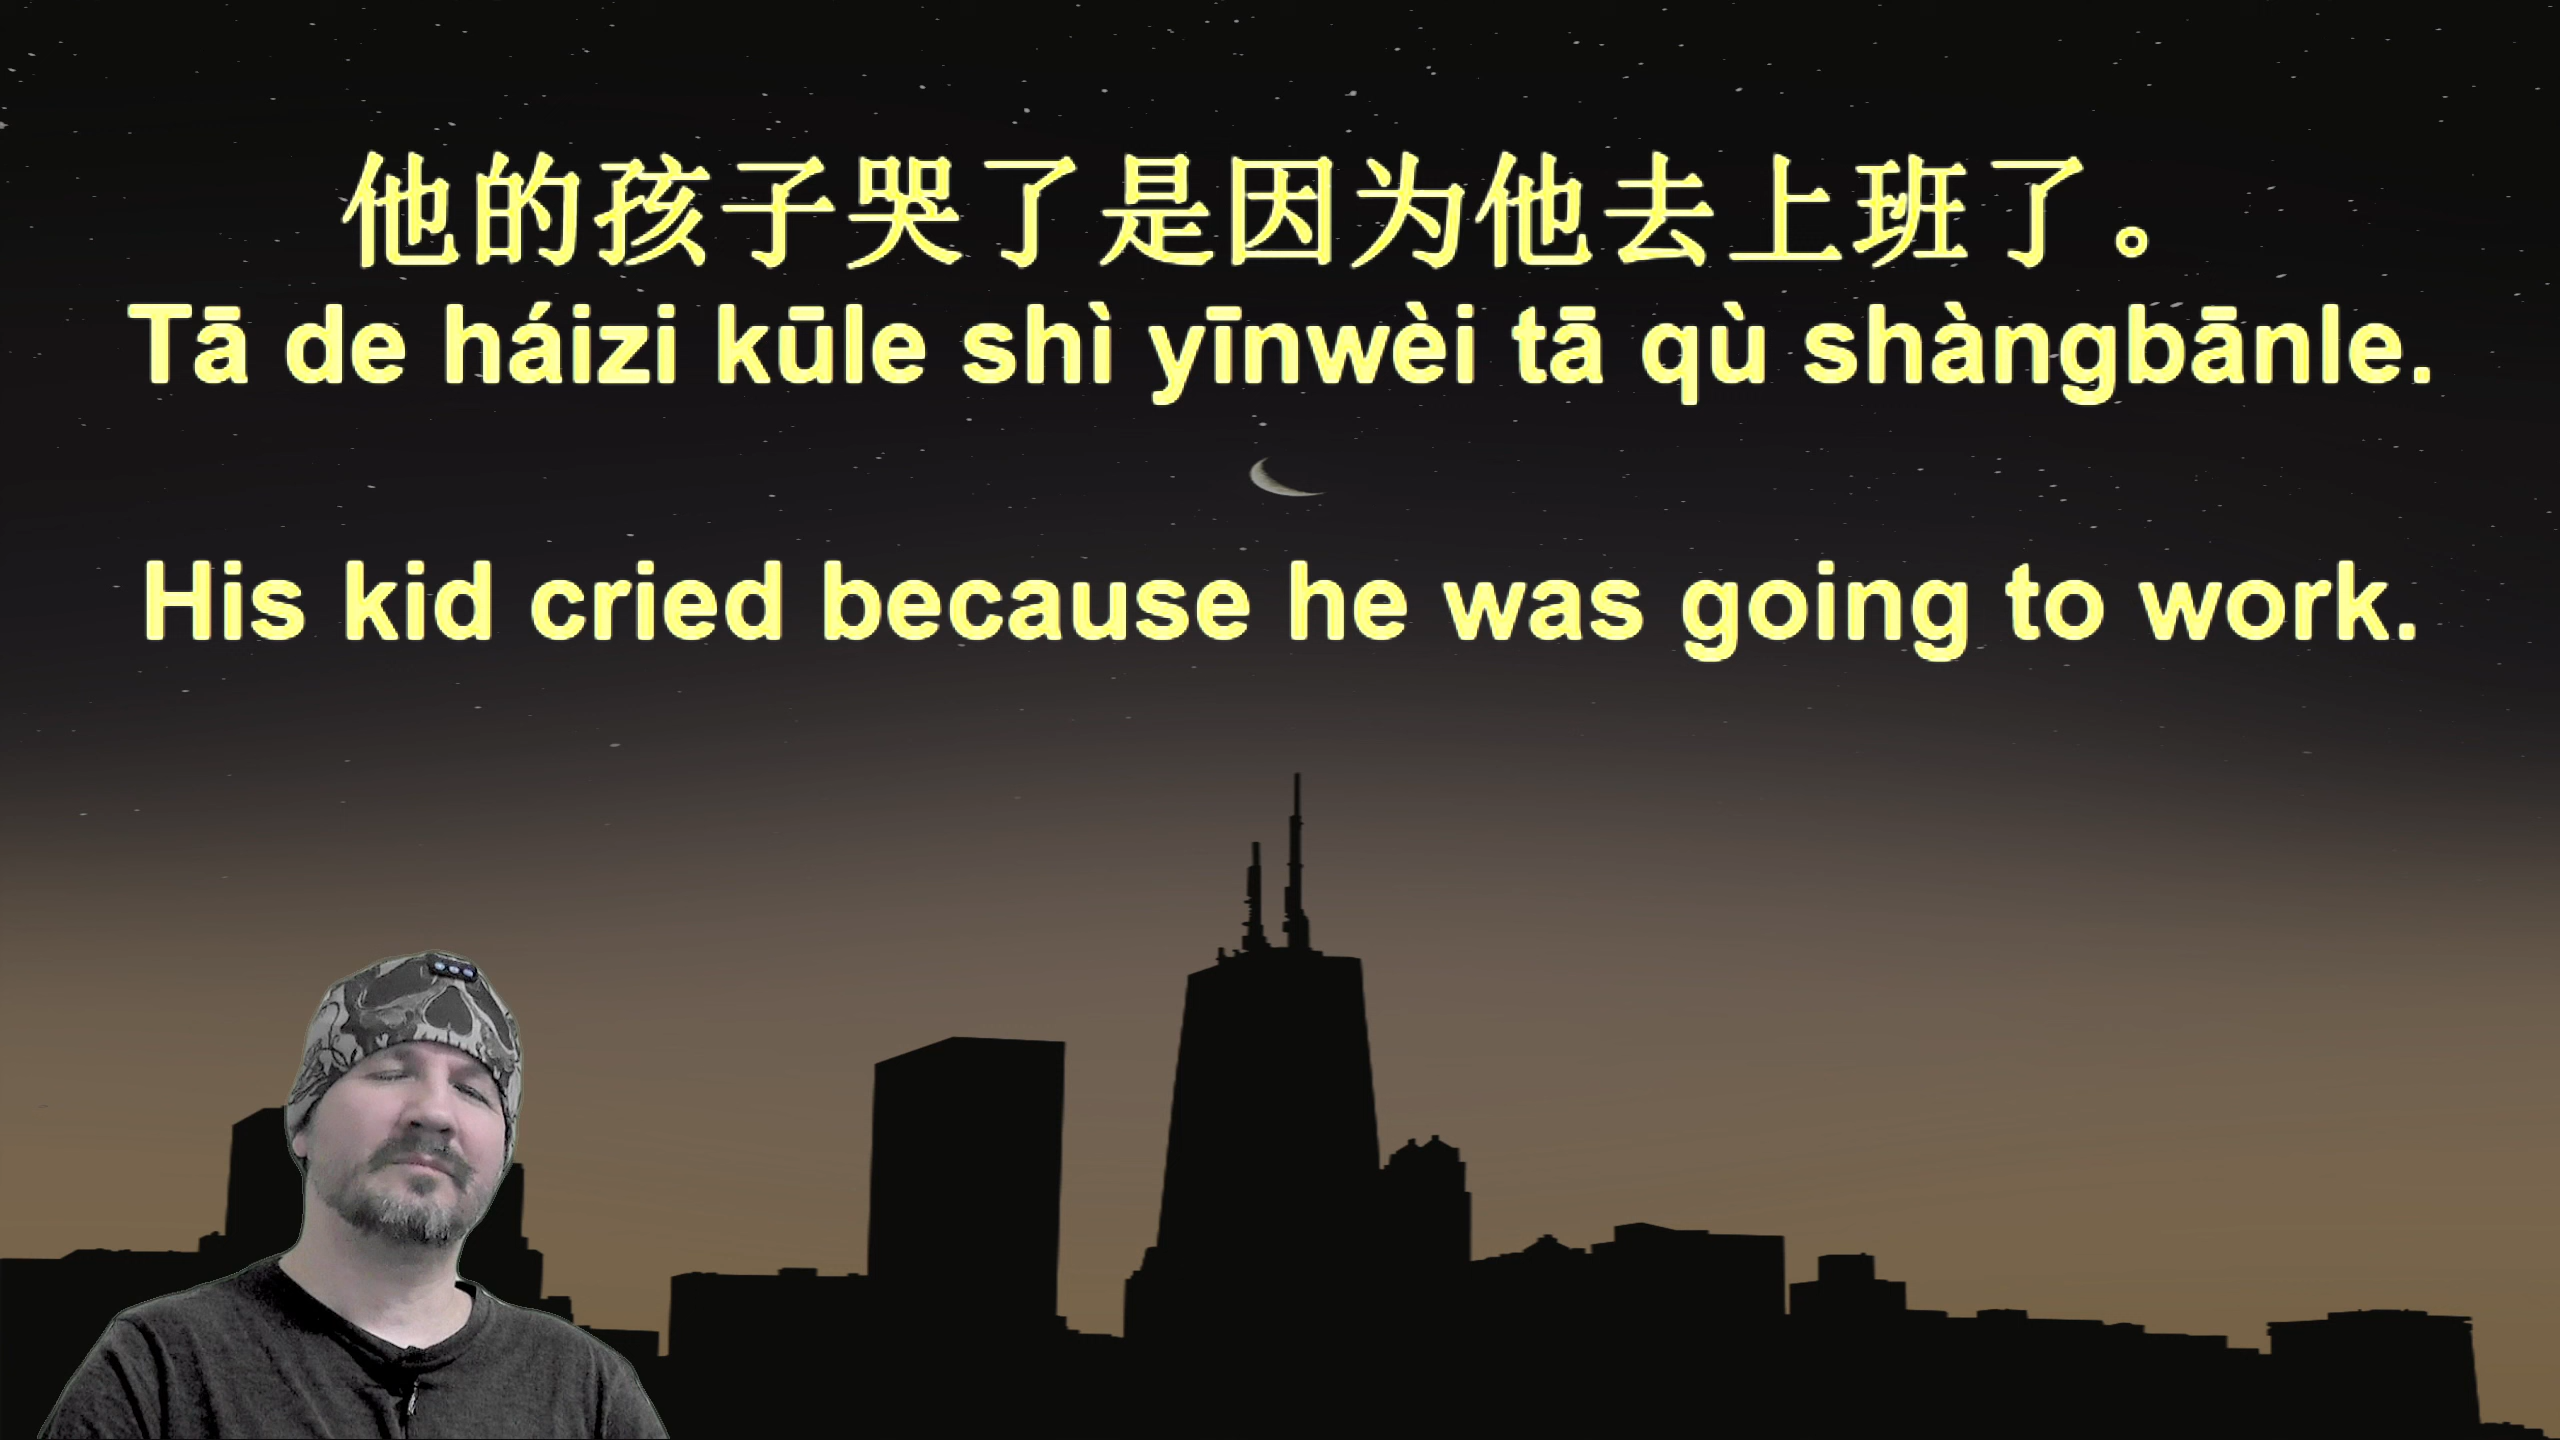 他的孩子哭了是因为他去上班了。
Tā de háizi kūle shì yīnwèi tā qù shàngbānle.
His kid cried because he was going to work.